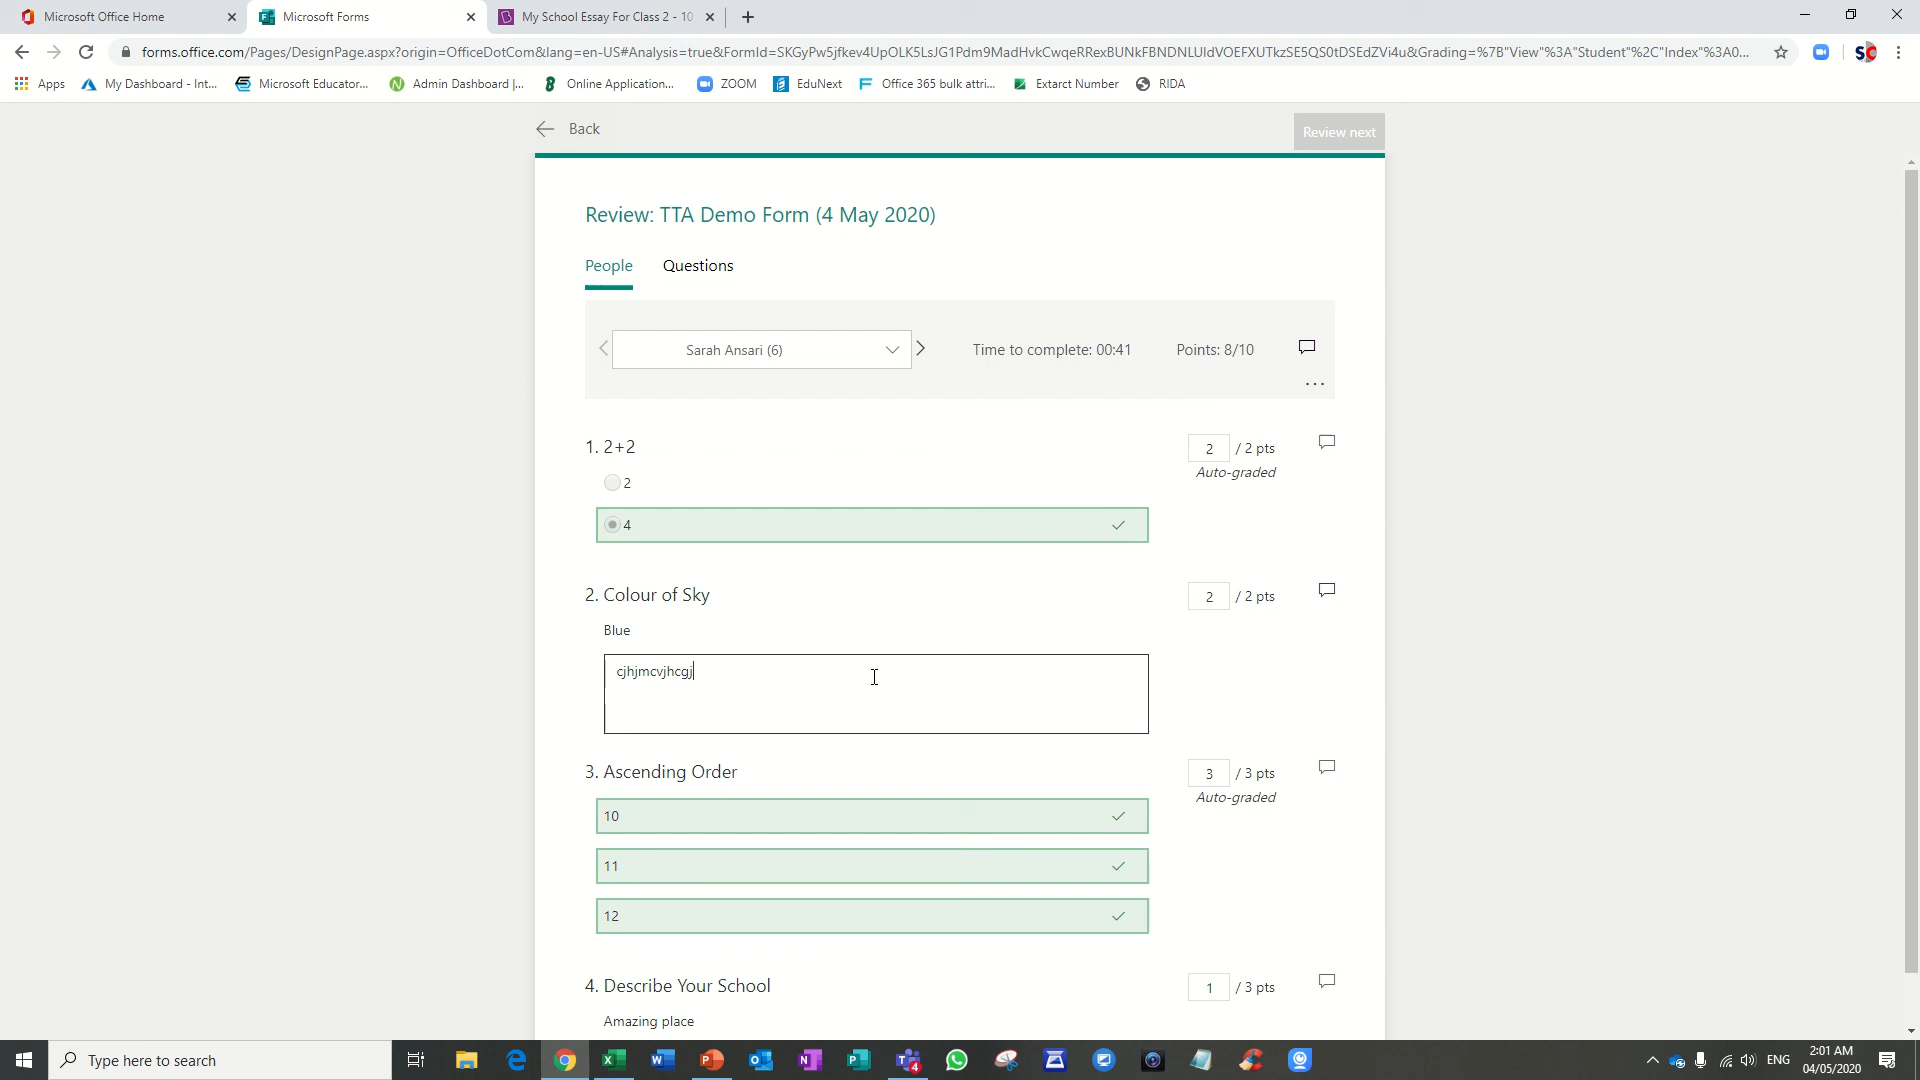 Microsoft Office Home
Microsoft Forms
My School Essay For Class 2 - 10
forms.office.com/Pages/DesignPage.aspx?origin=OfficeDotCom&lang=en-US#Analysis=true&FormId=SKGyPw5jfkev4UpOLK5LsJG1Pdm9MadHvkCwqeRRexBUNkFBNDNLUldVOEFXUTkzSE5QS0tDSEdZVi4u&Grading=%7B"View"%3A"Student"%2C"Index"%3A0...
Apps
My Dashboard - Int...
Microsoft Educator...
Admin Dashboard |...
Online Application...
ZOOM
EduNext
Office 365 bulk attri...
Extarct Number
RIDA
Back
Review next
Review: TTA Demo Form (4 May 2020)
People
Questions
Sarah Ansari (6)
Time to complete: 00:41
Points: 8/10
1. 2+2
2 / 2 pts
Auto-graded
2
4
2. Colour of Sky
2 / 2 pts
Blue
cjhjmcvjhcgj
3. Ascending Order
3 / 3 pts
Auto-graded
10
11
12
4. Describe Your School
1 / 3 pts
Amazing place
Type here to search
ENG
2:01 AM
04/05/2020